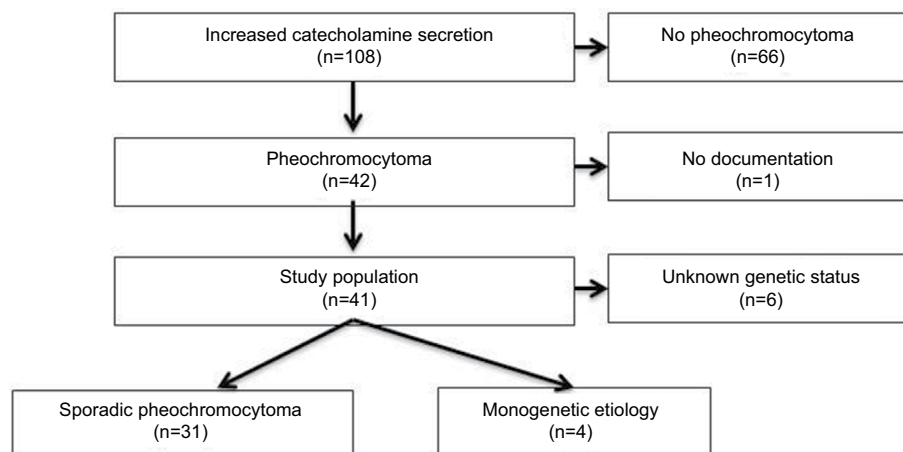 Increased catecholamine secretion
(n=108)
No pheochromocytoma
(n=66)
Pheochromocytoma
(n=42)
No documentation
(n=1)
Study population
(n=41)
Unknown genetic status
(n=6)
Sporadic pheochromocytoma
(n=31)
Monogenetic etiology
(n=4)